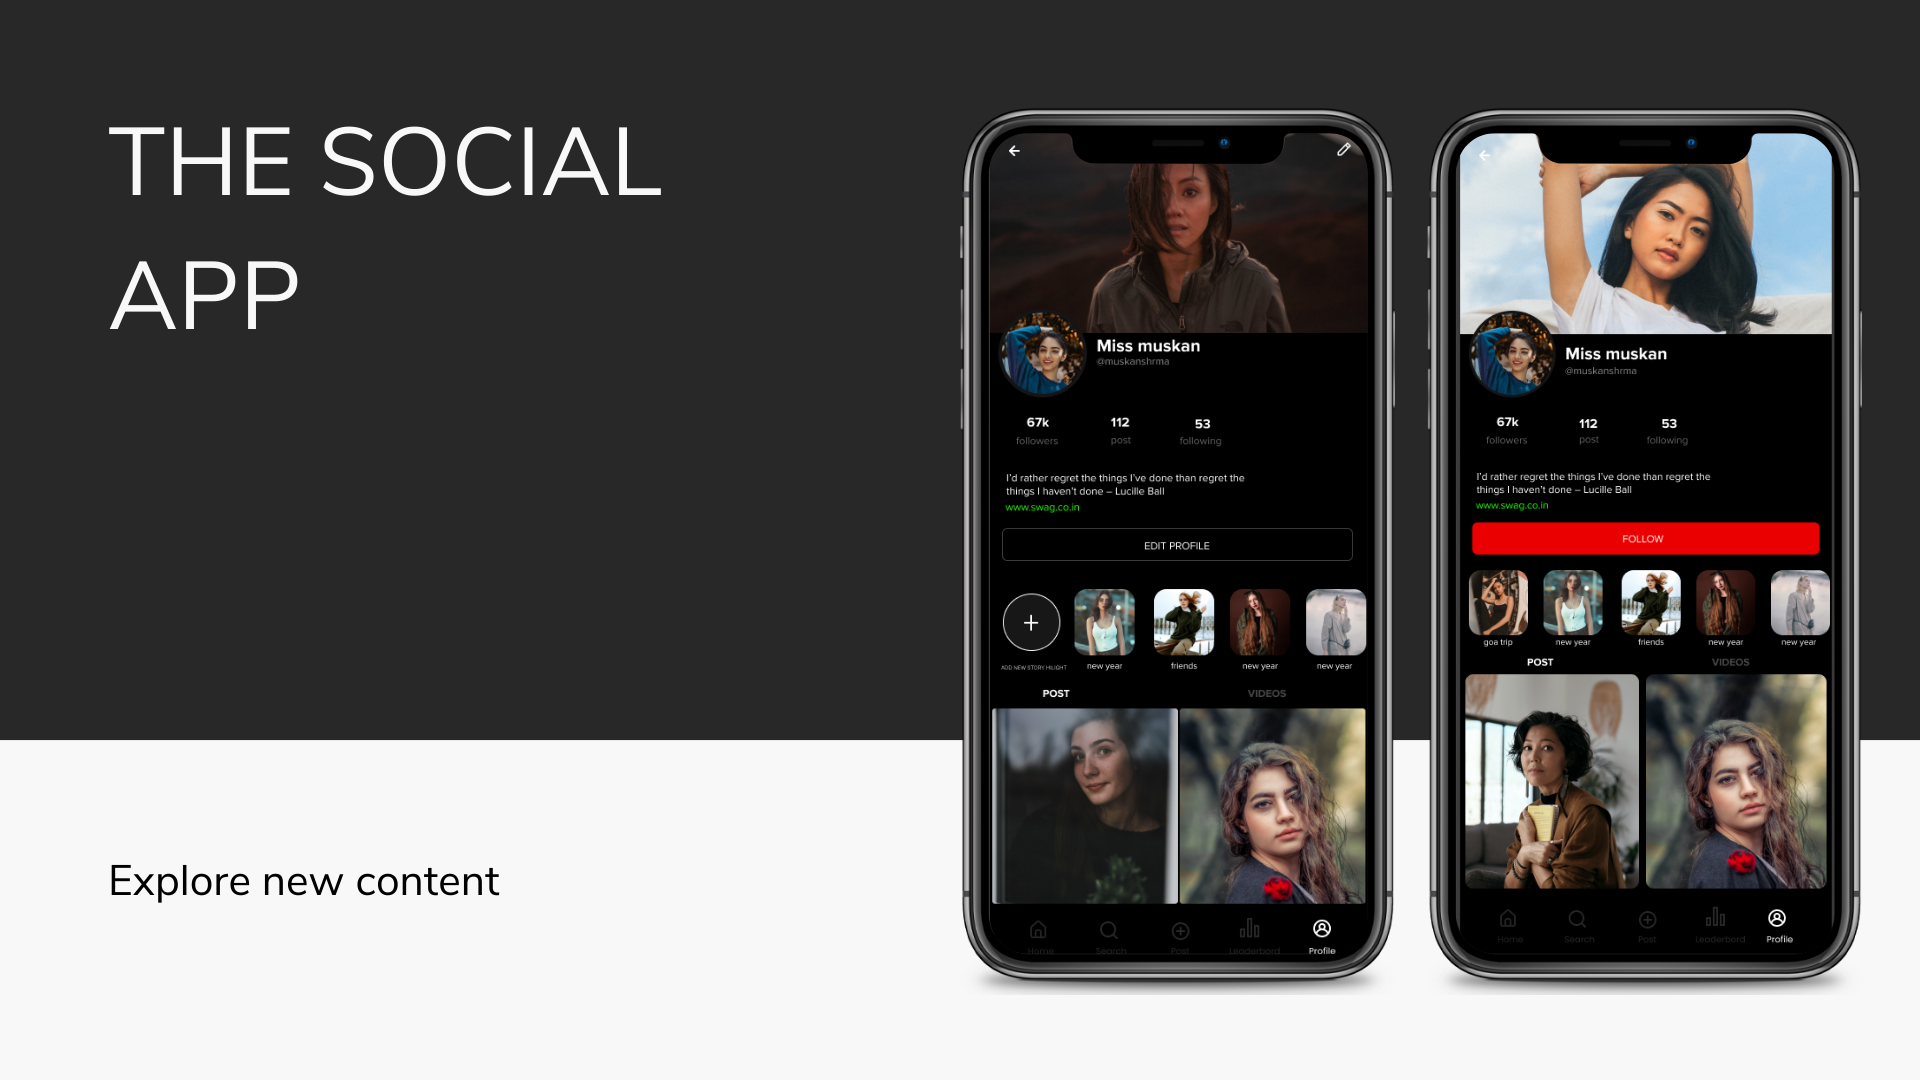 THE SOCIAL
APP
Explore new content
Miss muskan
@muskanshrma
67k
112
53
followers
post
following
I'd rather regret the things I've done than regret the
things I haven't done – Lucille Ball
www.swag.co.in
EDIT PROFILE
ADD NEW STORY HILIGHT
new year
friends
new year
new year
POST
VIDEOS
Home
Search
Post
Leaderbord
Profile
Miss muskan
@muskanshrma
67k
112
53
followers
post
following
I'd rather regret the things I've done than regret the
things I haven't done – Lucille Ball
www.swag.co.in
FOLLOW
goa trip
new year
friends
new year
new year
POST
VIDEOS
Home
Search
Post
Leaderbord
Profile